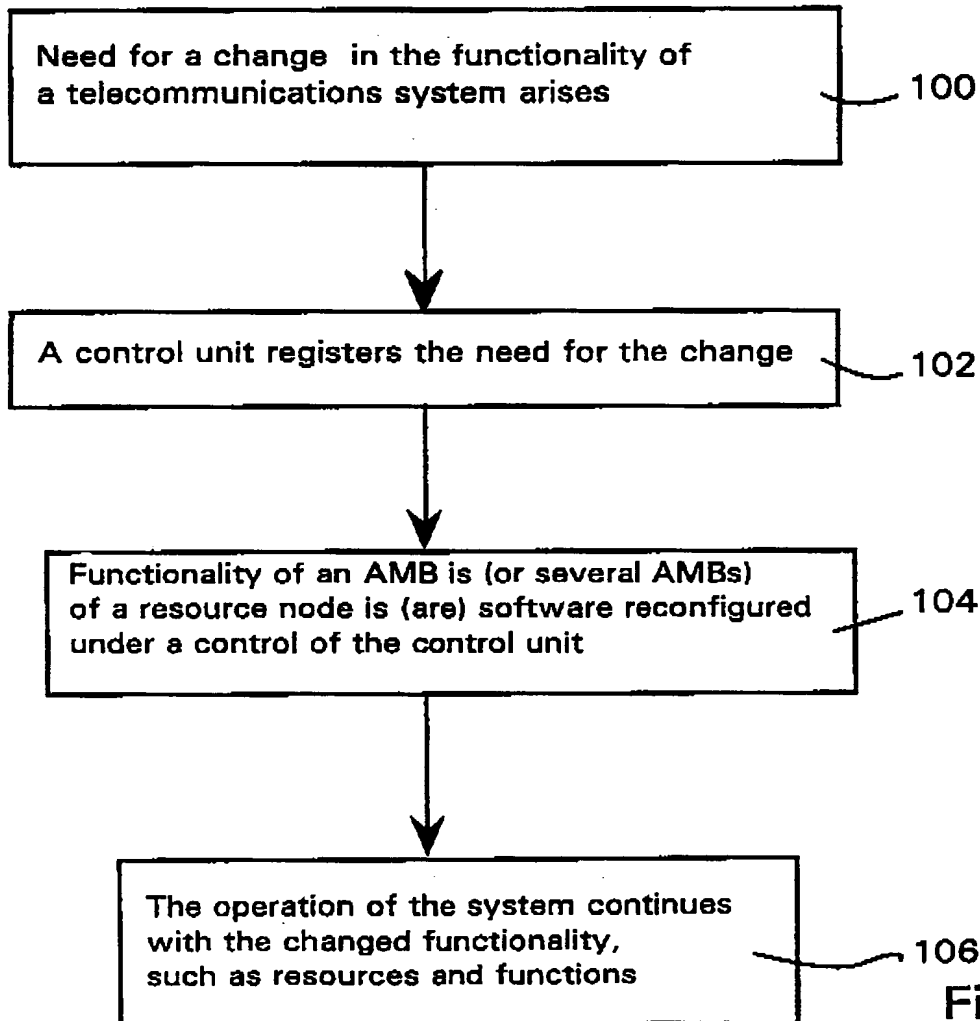 Need for a change in the functionality of
a telecommunications system arises
100
A control unit registers the need for the change
102
Functionality of an AMB is (or several AMBs)
of a resource node is (are) software reconfigured
under a control of the control unit
104
The operation of the system continues
with the changed functionality,
such as resources and functions
106